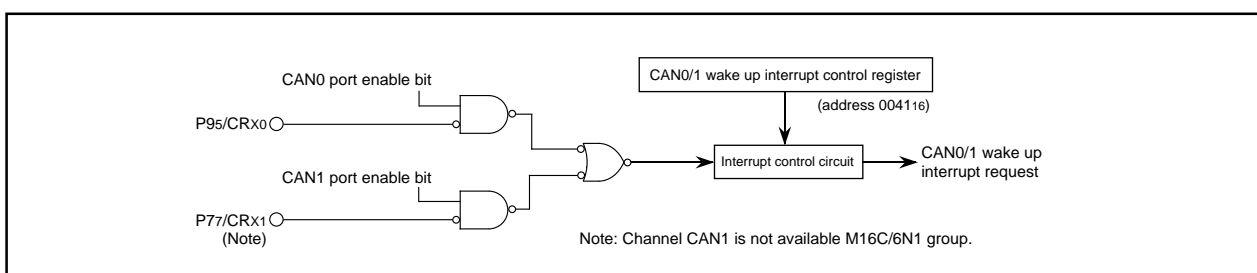 CAN0 port enable bit
P95/CRX0
CAN1 port enable bit
P77/CRX1
(Note)
CAN0/1 wake up interrupt control register
(address 004116)
Interrupt control circuit
CAN0/1 wake up
interrupt request
Note: Channel CAN1 is not available M16C/6N1 group.